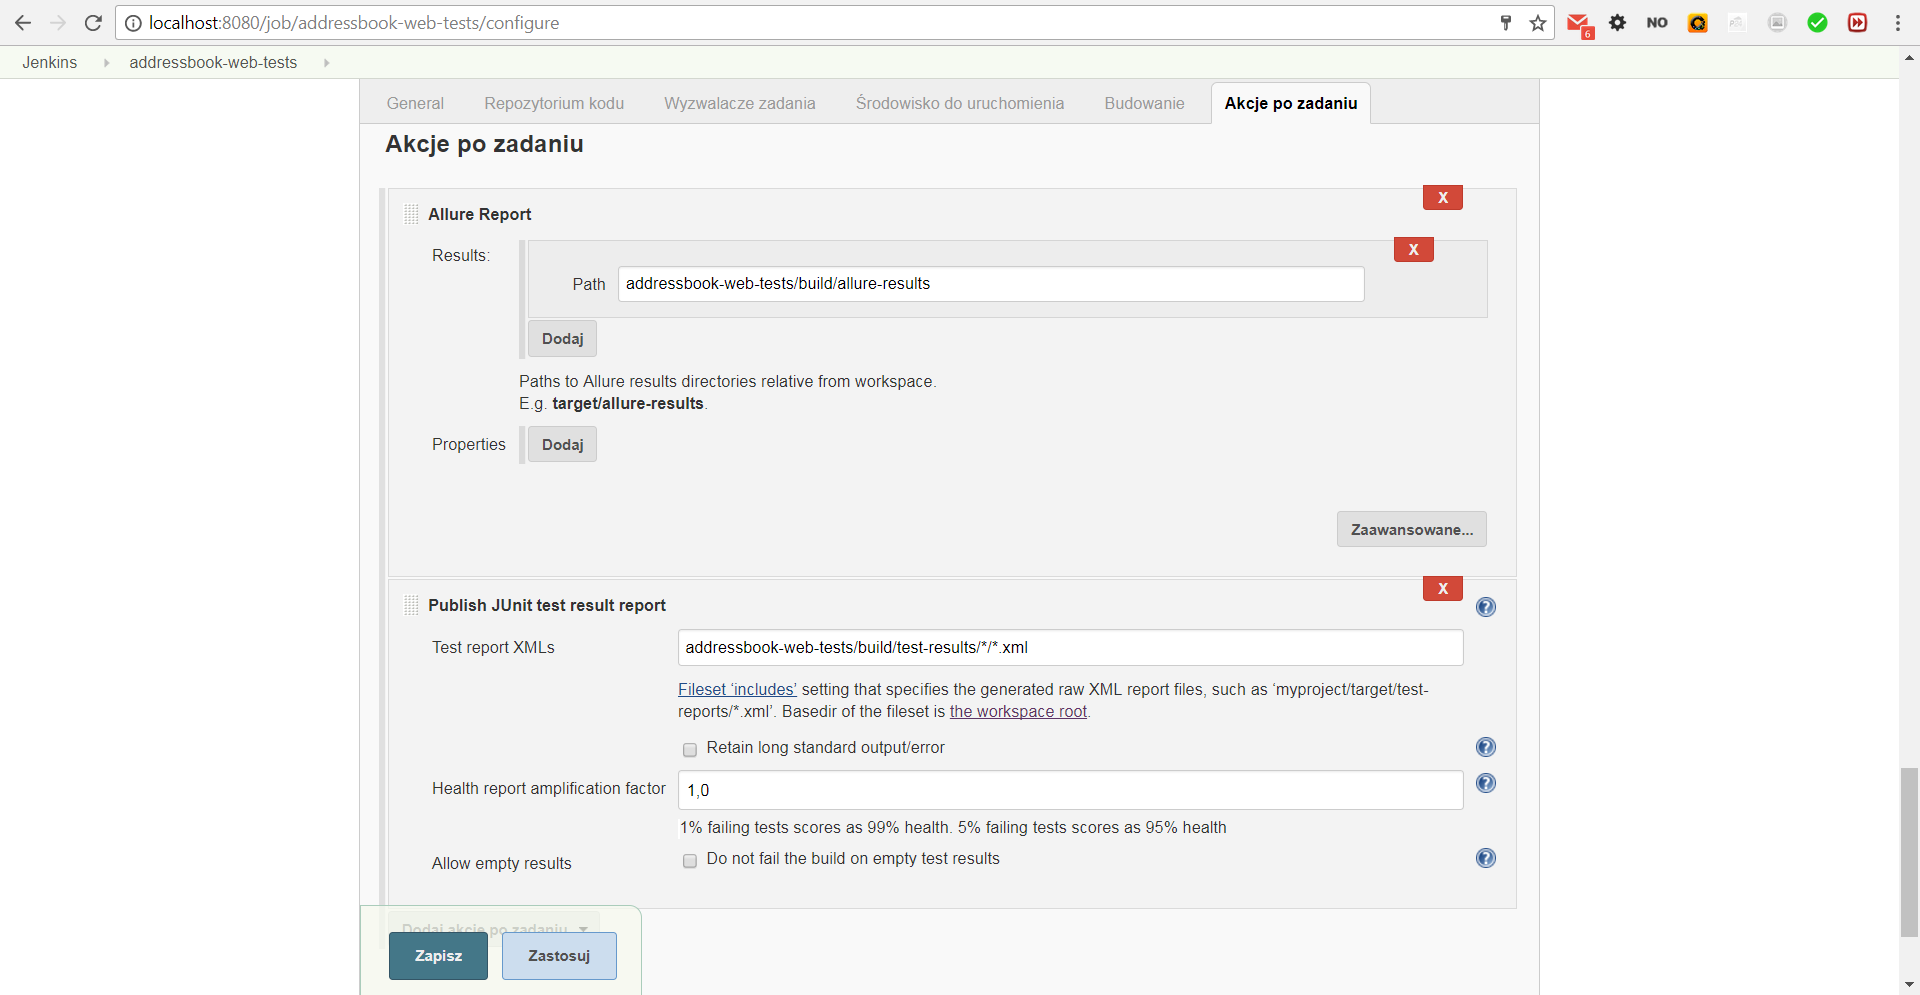 localhost:8080/job/addressbook-web-tests/configure
6
NO
Jenkins addressbook-web-tests
General Repozytorium kodu Wyzwalacze zadania Środowisko do uruchomienia Budowanie Akcje po zadaniu
Akcje po zadaniu
X
Allure Report
Results:
X
Path addressbook-web-tests/build/allure-results
Dodaj
Paths to Allure results directories relative from workspace.
E.g. target/allure-results.
Properties Dodaj
Zaawansowane...
X
Publish JUnit test result report
Test report XMLs addressbook-web-tests/build/test-results/*/*.xml
Fileset ‘includes’ setting that specifies the generated raw XML report files, such as ‘myproject/target/test-
reports/*.xml’. Basedir of the fileset is the workspace root.
Retain long standard output/error
Health report amplification factor 1,0
1% failing tests scores as 99% health. 5% failing tests scores as 95% health
Allow empty results Do not fail the build on empty test results
Dodaj akcje po zadaniu
Zapisz Zastosuj